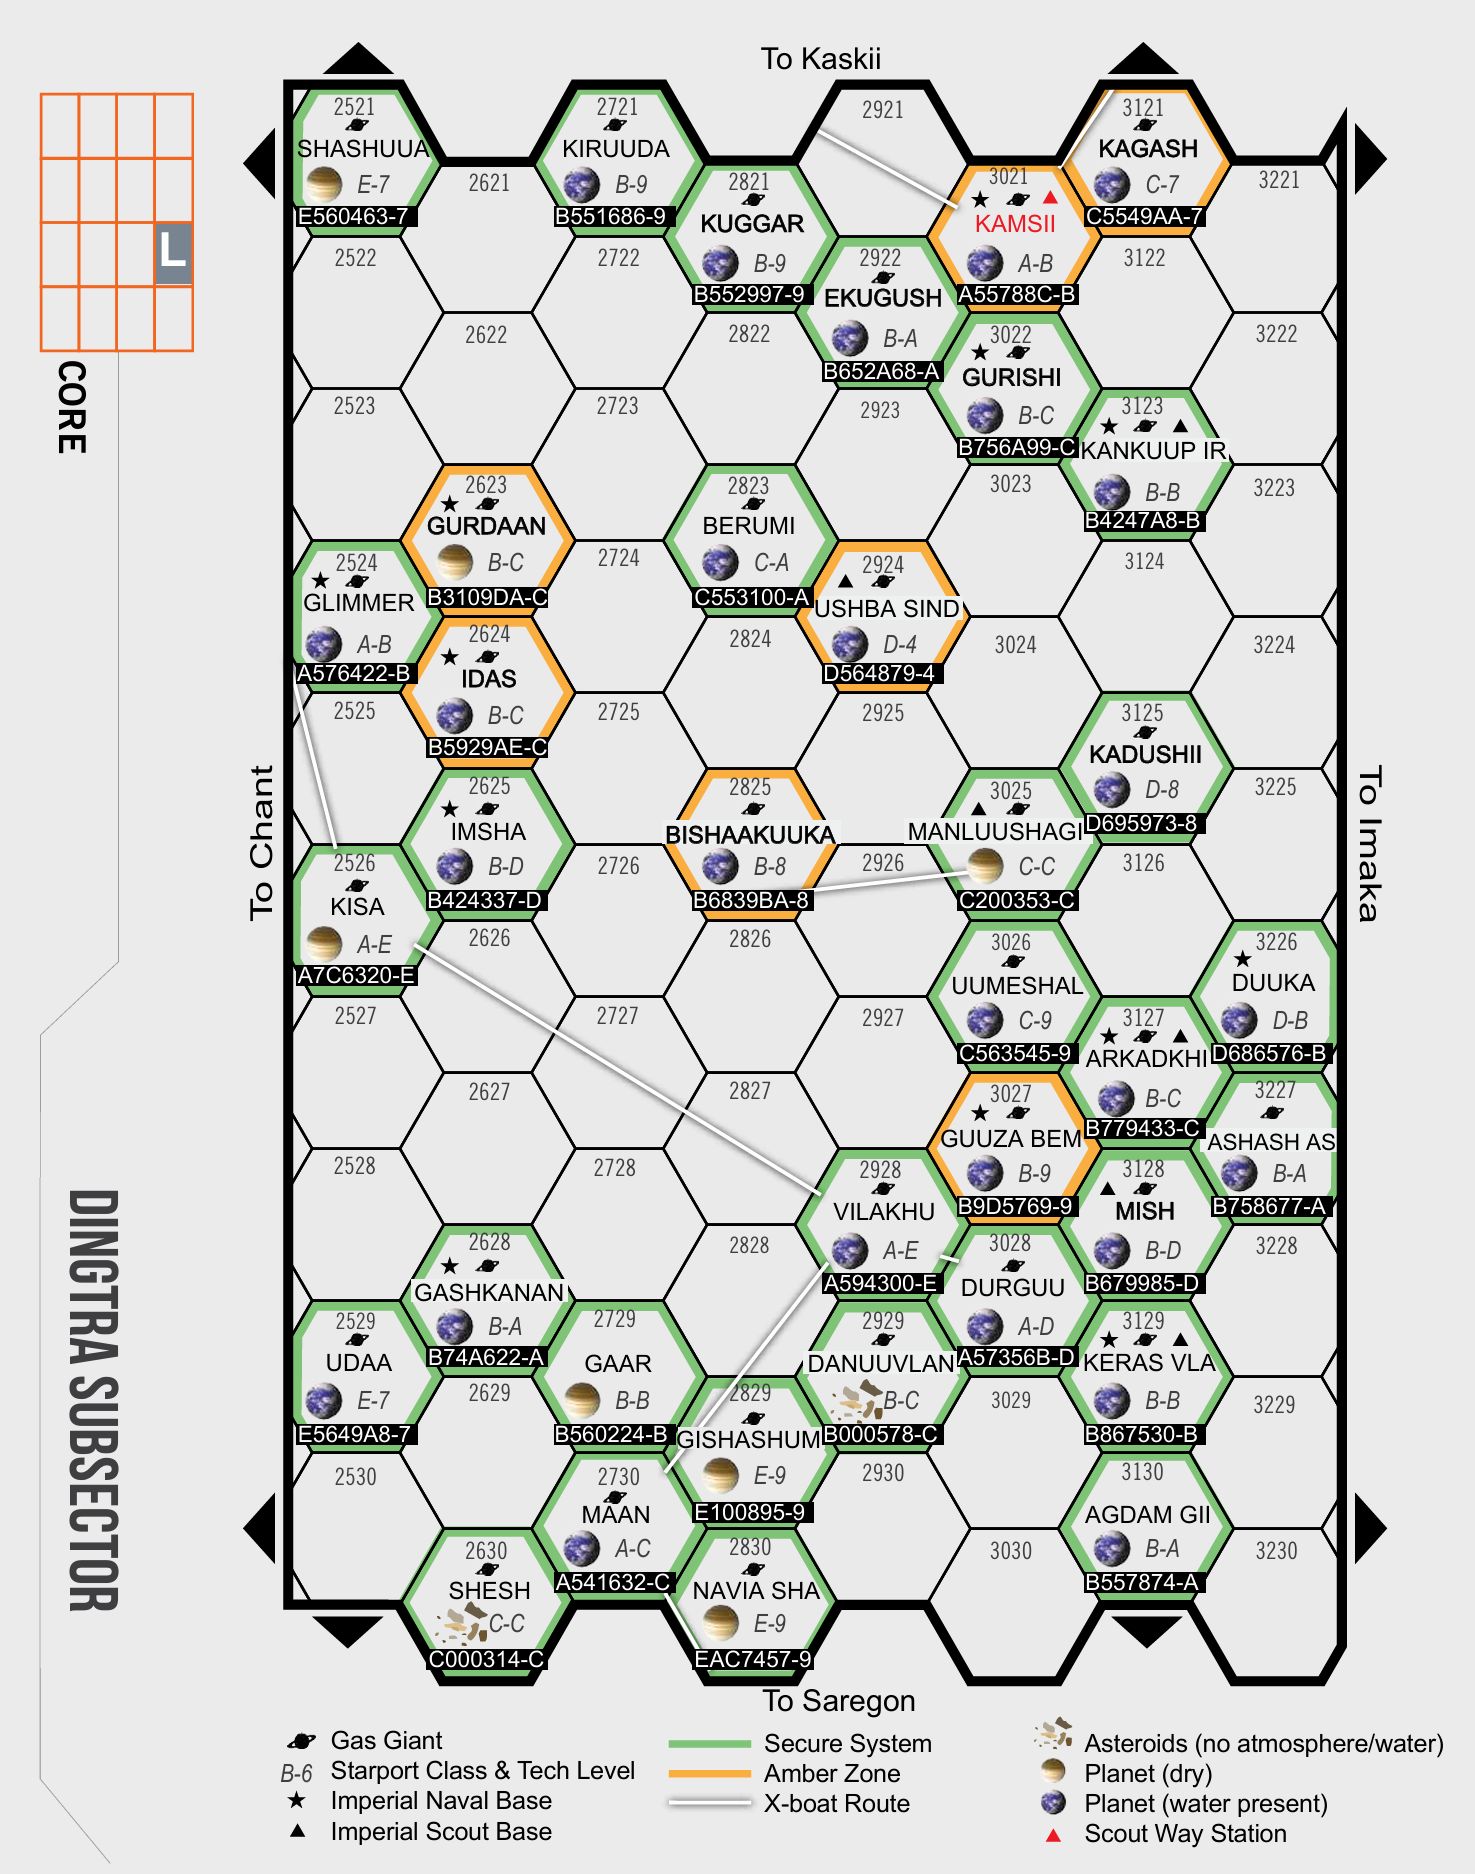 To Kaskii
2521
SHASHUUA
E-7
E560463-7
2721
KIRUUDA
B-9
B551686-9
2921
3121
KAGASH
C-7
C5549AA-7
2621
2821
KUGGAR
B-9
B552997-9
3021
KAMSII
A-B
A55788C-B
3221
2522
2722
2922
EKUGUSH
B-A
B652A68-A
3122
2622
2822
3022
GURISHI
B-C
B756A99-C
3222
2523
2723
2923
3123
KANKUUP IR
B-B
B4247A8-B
2623
GURDAAN
B-C
B3109DA-C
2823
BERUMI
C-A
C553100-A
3023
3223
2524
GLIMMER
A-B
A576422-B
2724
2924
USHBA SIND
D-4
D564879-4
3124
2624
IDAS
B-C
B5929AE-C
2824
3024
3224
2525
2725
2925
3125
KADUSHII
D-8
D695973-8
2625
IMSHA
B-D
B424337-D
2825
BISHAAKUUKA
B-8
B6839BA-8
3025
MANLUUSHAGI
C-C
C200353-C
3225
2526
KISA
A-E
A7C6320-E
2726
2926
3126
2626
2826
3026
UUMESHAL
C-9
C563545-9
3226
DUUKA
D-B
D686576-B
2527
2727
2927
3127
ARKADKHI
B-C
B779433-C
2627
2827
3027
GUUZA BEM
B-9
B9D5769-9
3227
ASHASH AS
B-A
B758677-A
2528
2728
2928
VILAKHU
A-E
A594300-E
3128
MISH
B-D
B679985-D
2628
GASHKANAN
B-A
B74A622-A
2828
3028
DURGUU
A-D
A57356B-D
3228
2529
UDAA
E-7
E5649A8-7
2729
GAAR
B-B
B560224-B
2929
DANUUVLAN
B-C
B000578-C
3129
KERAS VLA
B-B
B867530-B
2629
2829
GISHASHUM
E-9
E100895-9
3029
3229
2530
2730
MAAN
A-C
A541632-C
2930
3130
AGDAM GII
B-A
B557874-A
2630
SHESH
C-C
C000314-C
2830
NAVIA SHA
E-9
EAC7457-9
3030
3230
L
CORE
DINGTRA SUBSECTOR
To Chant
To Imaka
To Saregon
Gas Giant
B-6 Starport Class & Tech Level
Imperial Naval Base
Imperial Scout Base
Secure System
Amber Zone
X-boat Route
Asteroids (no atmosphere/water)
Planet (dry)
Planet (water present)
Scout Way Station